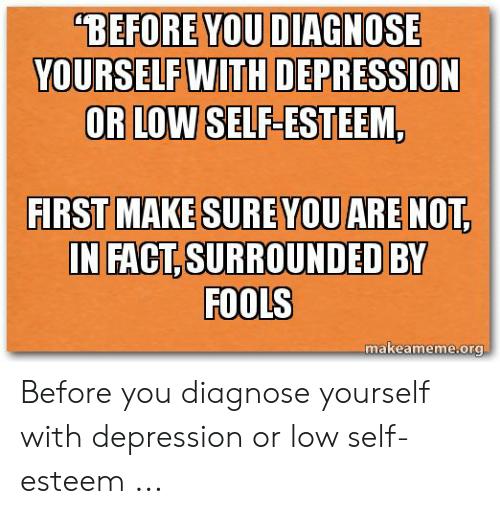 "BEFORE YOU DIAGNOSE
YOURSELF WITH DEPRESSION
OR LOW SELF-ESTEEM,
FIRST MAKE SURE YOU ARE NOT,
IN FACT, SURROUNDED BY
FOOLS
makeameme.org
Before you diagnose yourself
with depression or low self-
esteem ...